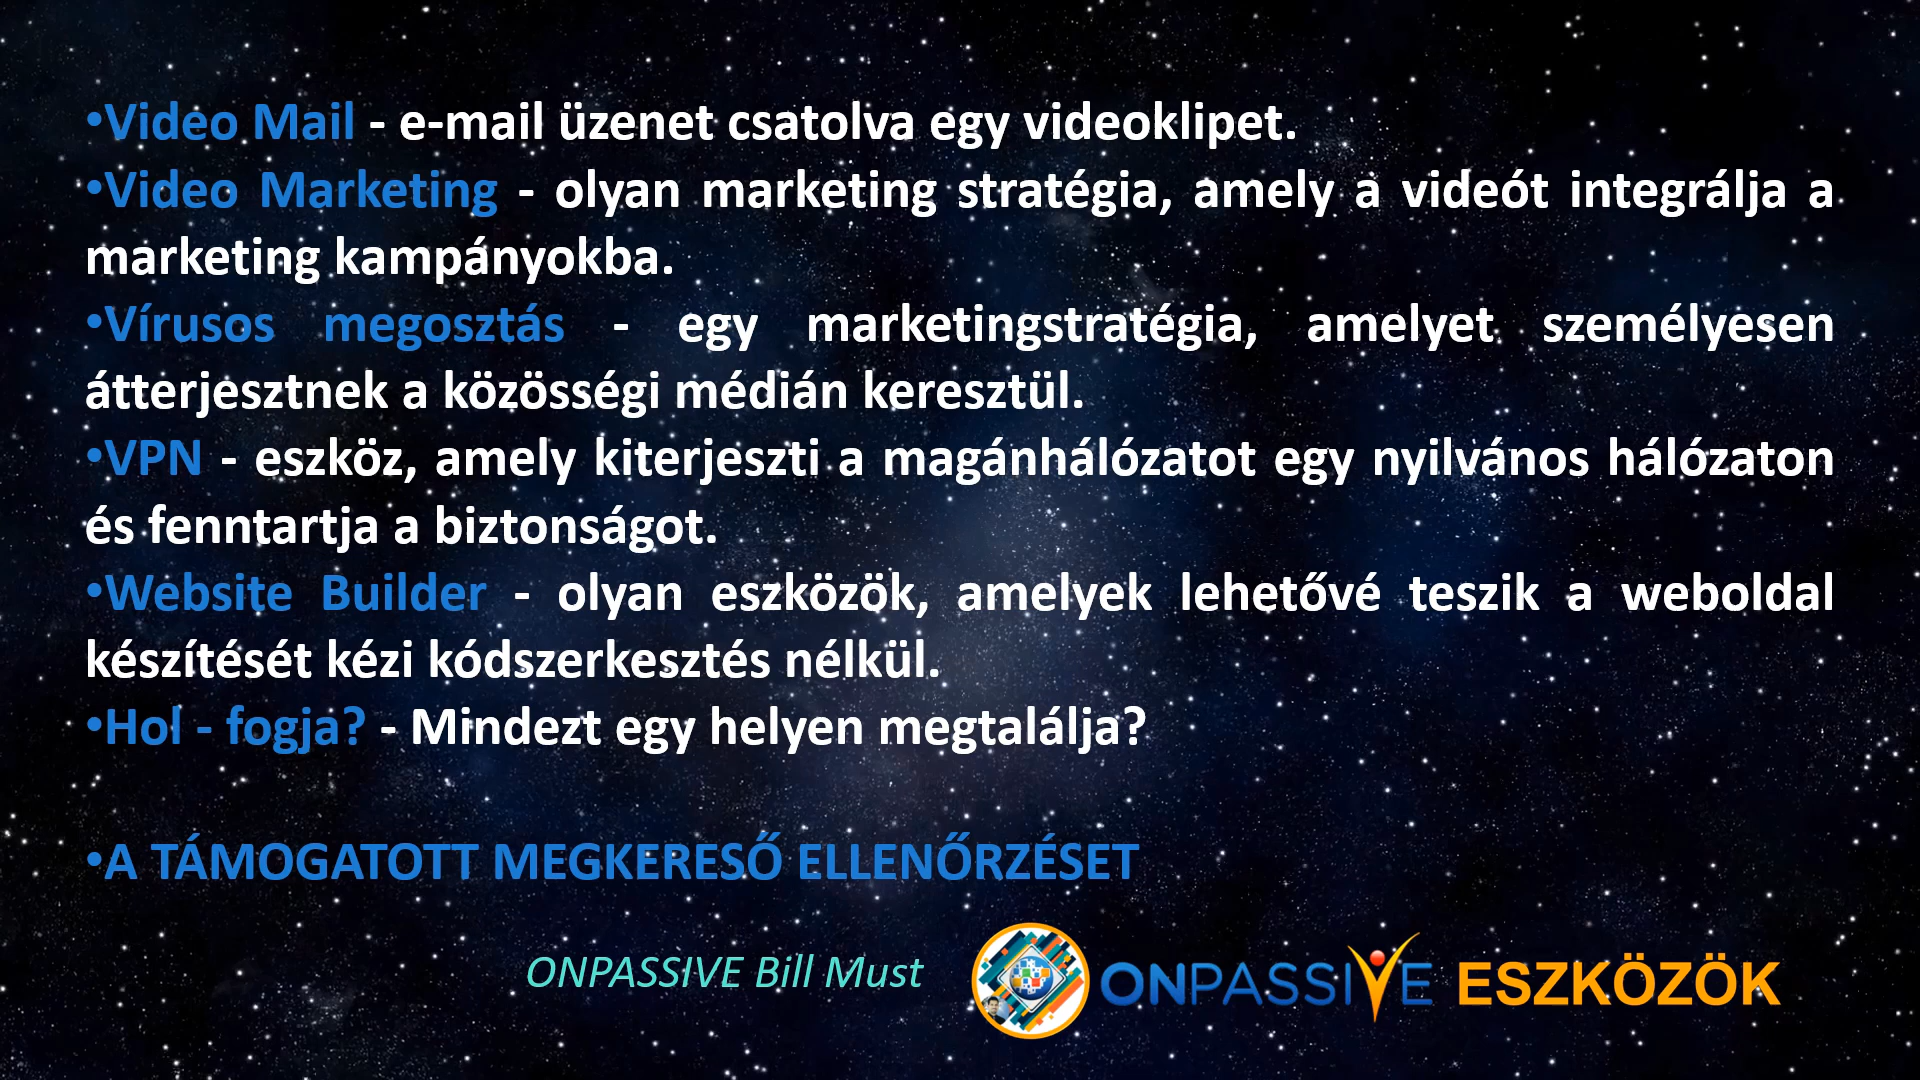 •Video Mail - e-mail üzenet csatolva egy videoklipet.
•Video Marketing - olyan marketing stratégia, amely a videót integrálja a
marketing kampányokba.
•Vírusos megosztás - egy marketingstratégia, amelyet személyesen
átterjesztnek a közösségi médián keresztül.
•VPN - eszköz, amely kiterjeszti a magánhálózatot egy nyilvános hálózaton
és fenntartja a biztonságot.
•Website Builder - olyan eszközök, amelyek lehetővé teszik a weboldal
készítését kézi kódszerkesztés nélkül.
•Hol - fogja? - Mindezt egy helyen megtalálja?
•A TÁMOGATOTT MEGKERESŐ ELLENŐRZÉSET
ONPASSIVE Bill Must
ONPASSIVE ESZKÖZÖK